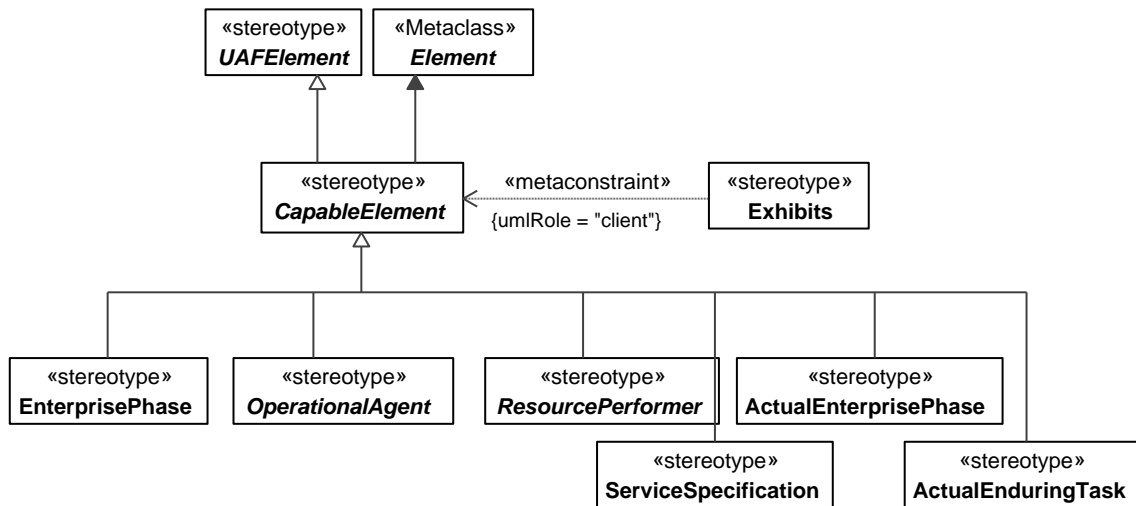 «stereotype»
UAFElement
«Metaclass»
Element
«stereotype»
CapableElement
«metaconstraint»
{umlRole = "client"}
«stereotype»
Exhibits
«stereotype»
EnterprisePhase
«stereotype»
OperationalAgent
«stereotype»
ResourcePerformer
«stereotype»
ActualEnterprisePhase
«stereotype»
ServiceSpecification
«stereotype»
ActualEnduringTask